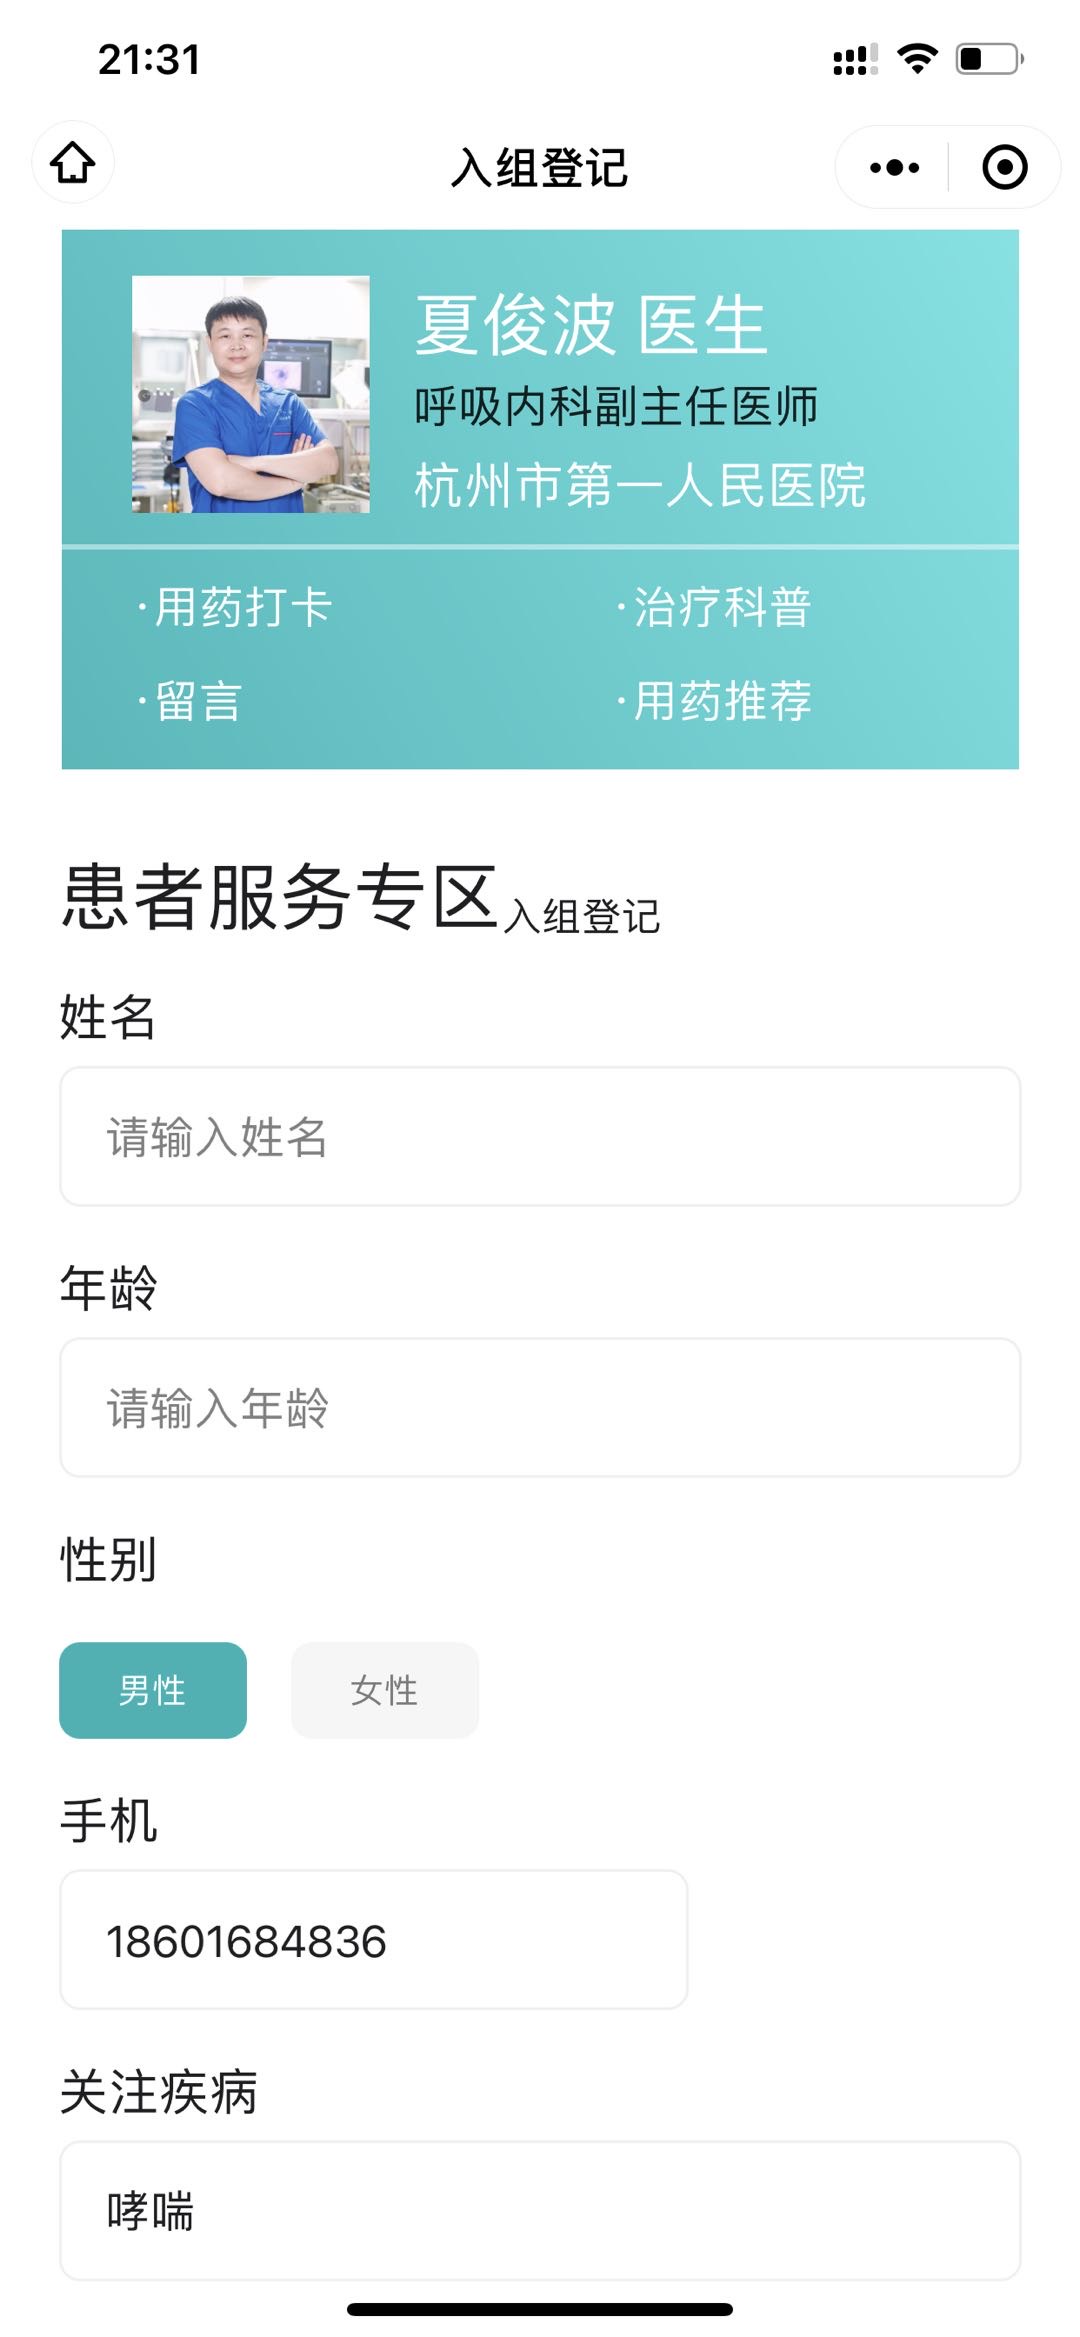 21:31
入组登记
夏俊波 医生
呼吸内科副主任医师
杭州市第一人民医院
·用药打卡 ·治疗科普
·留言 ·用药推荐
患者服务专区入组登记
姓名
请输入姓名
年龄
请输入年龄
性别
男性 女性
手机
18601684836
关注疾病
哮喘